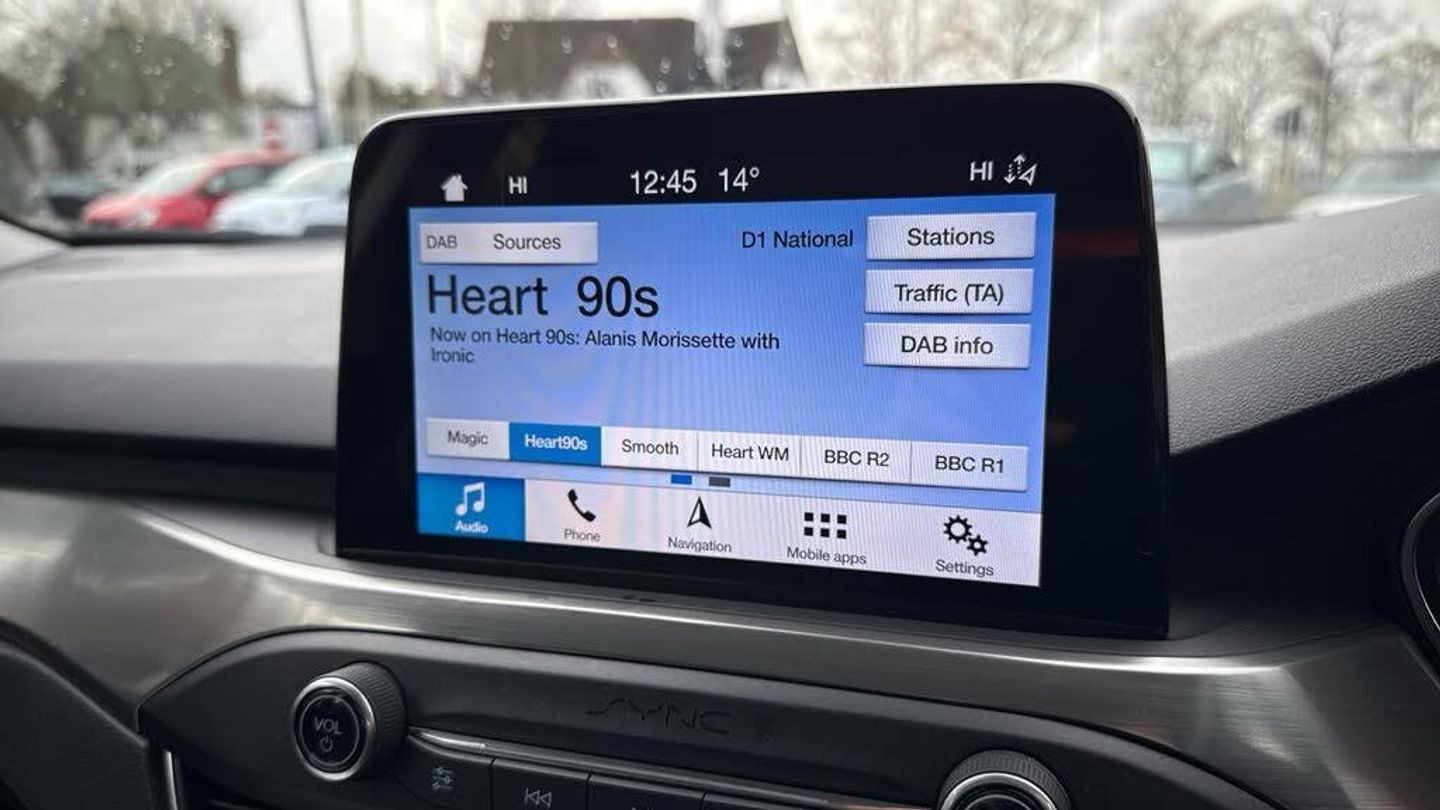 HI
12:45 14°
HI
DAB Sources
D1 National
Stations
Heart 90s
Traffic (TA)
Now on Heart 90s: Alanis Morissette with
Ironic
DAB info
Magic
Heart90s
Smooth
Heart WM
BBC R2
BBC R1
Audio
Phone
Navigation
Mobile apps
Settings
SYNC
VOL